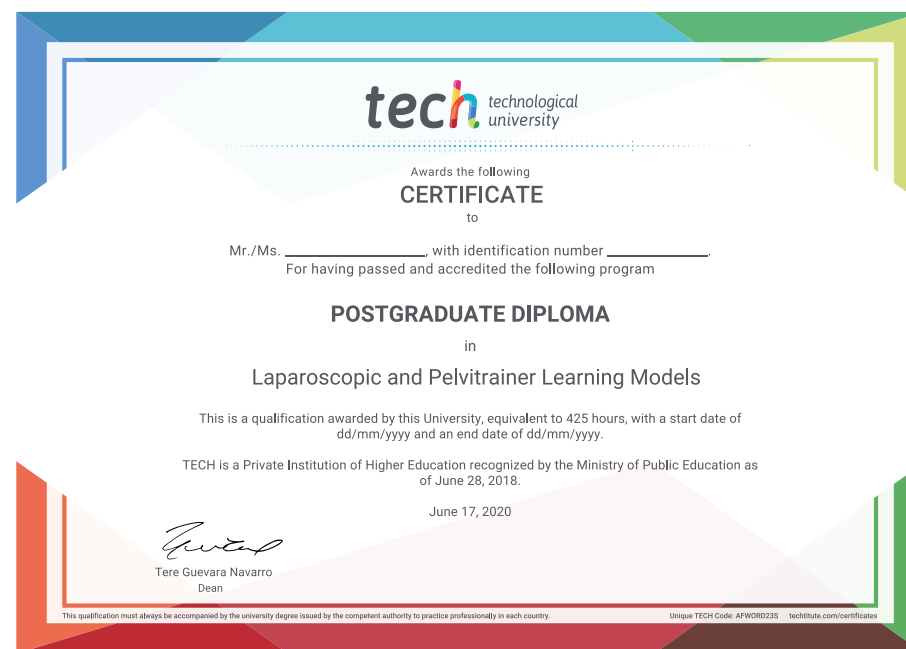 tech technological
university
Awards the following
CERTIFICATE
to
Mr./Ms. ____________________, with identification number ______________.
For having passed and accredited the following program
POSTGRADUATE DIPLOMA
in
Laparoscopic and Pelvitrainer Learning Models
This is a qualification awarded by this University, equivalent to 425 hours, with a start date of
dd/mm/yyyy and an end date of dd/mm/yyyy.
TECH is a Private Institution of Higher Education recognized by the Ministry of Public Education as
of June 28, 2018.
June 17, 2020
Tere Guevara Navarro
Dean
This qualification must always be accompanied by the university degree issued by the competent authority to practice professionally in each country. Unique TECH Code: AFWORD23S techtitute.com/certificates